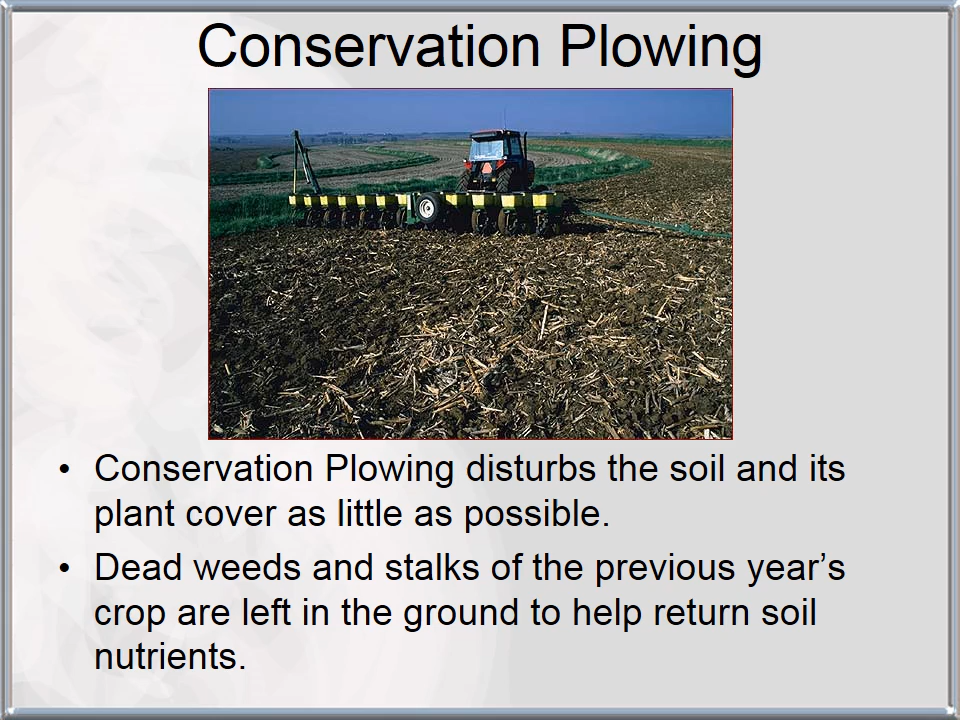 Conservation Plowing
• Conservation Plowing disturbs the soil and its
plant cover as little as possible.
• Dead weeds and stalks of the previous year’s
crop are left in the ground to help return soil
nutrients.